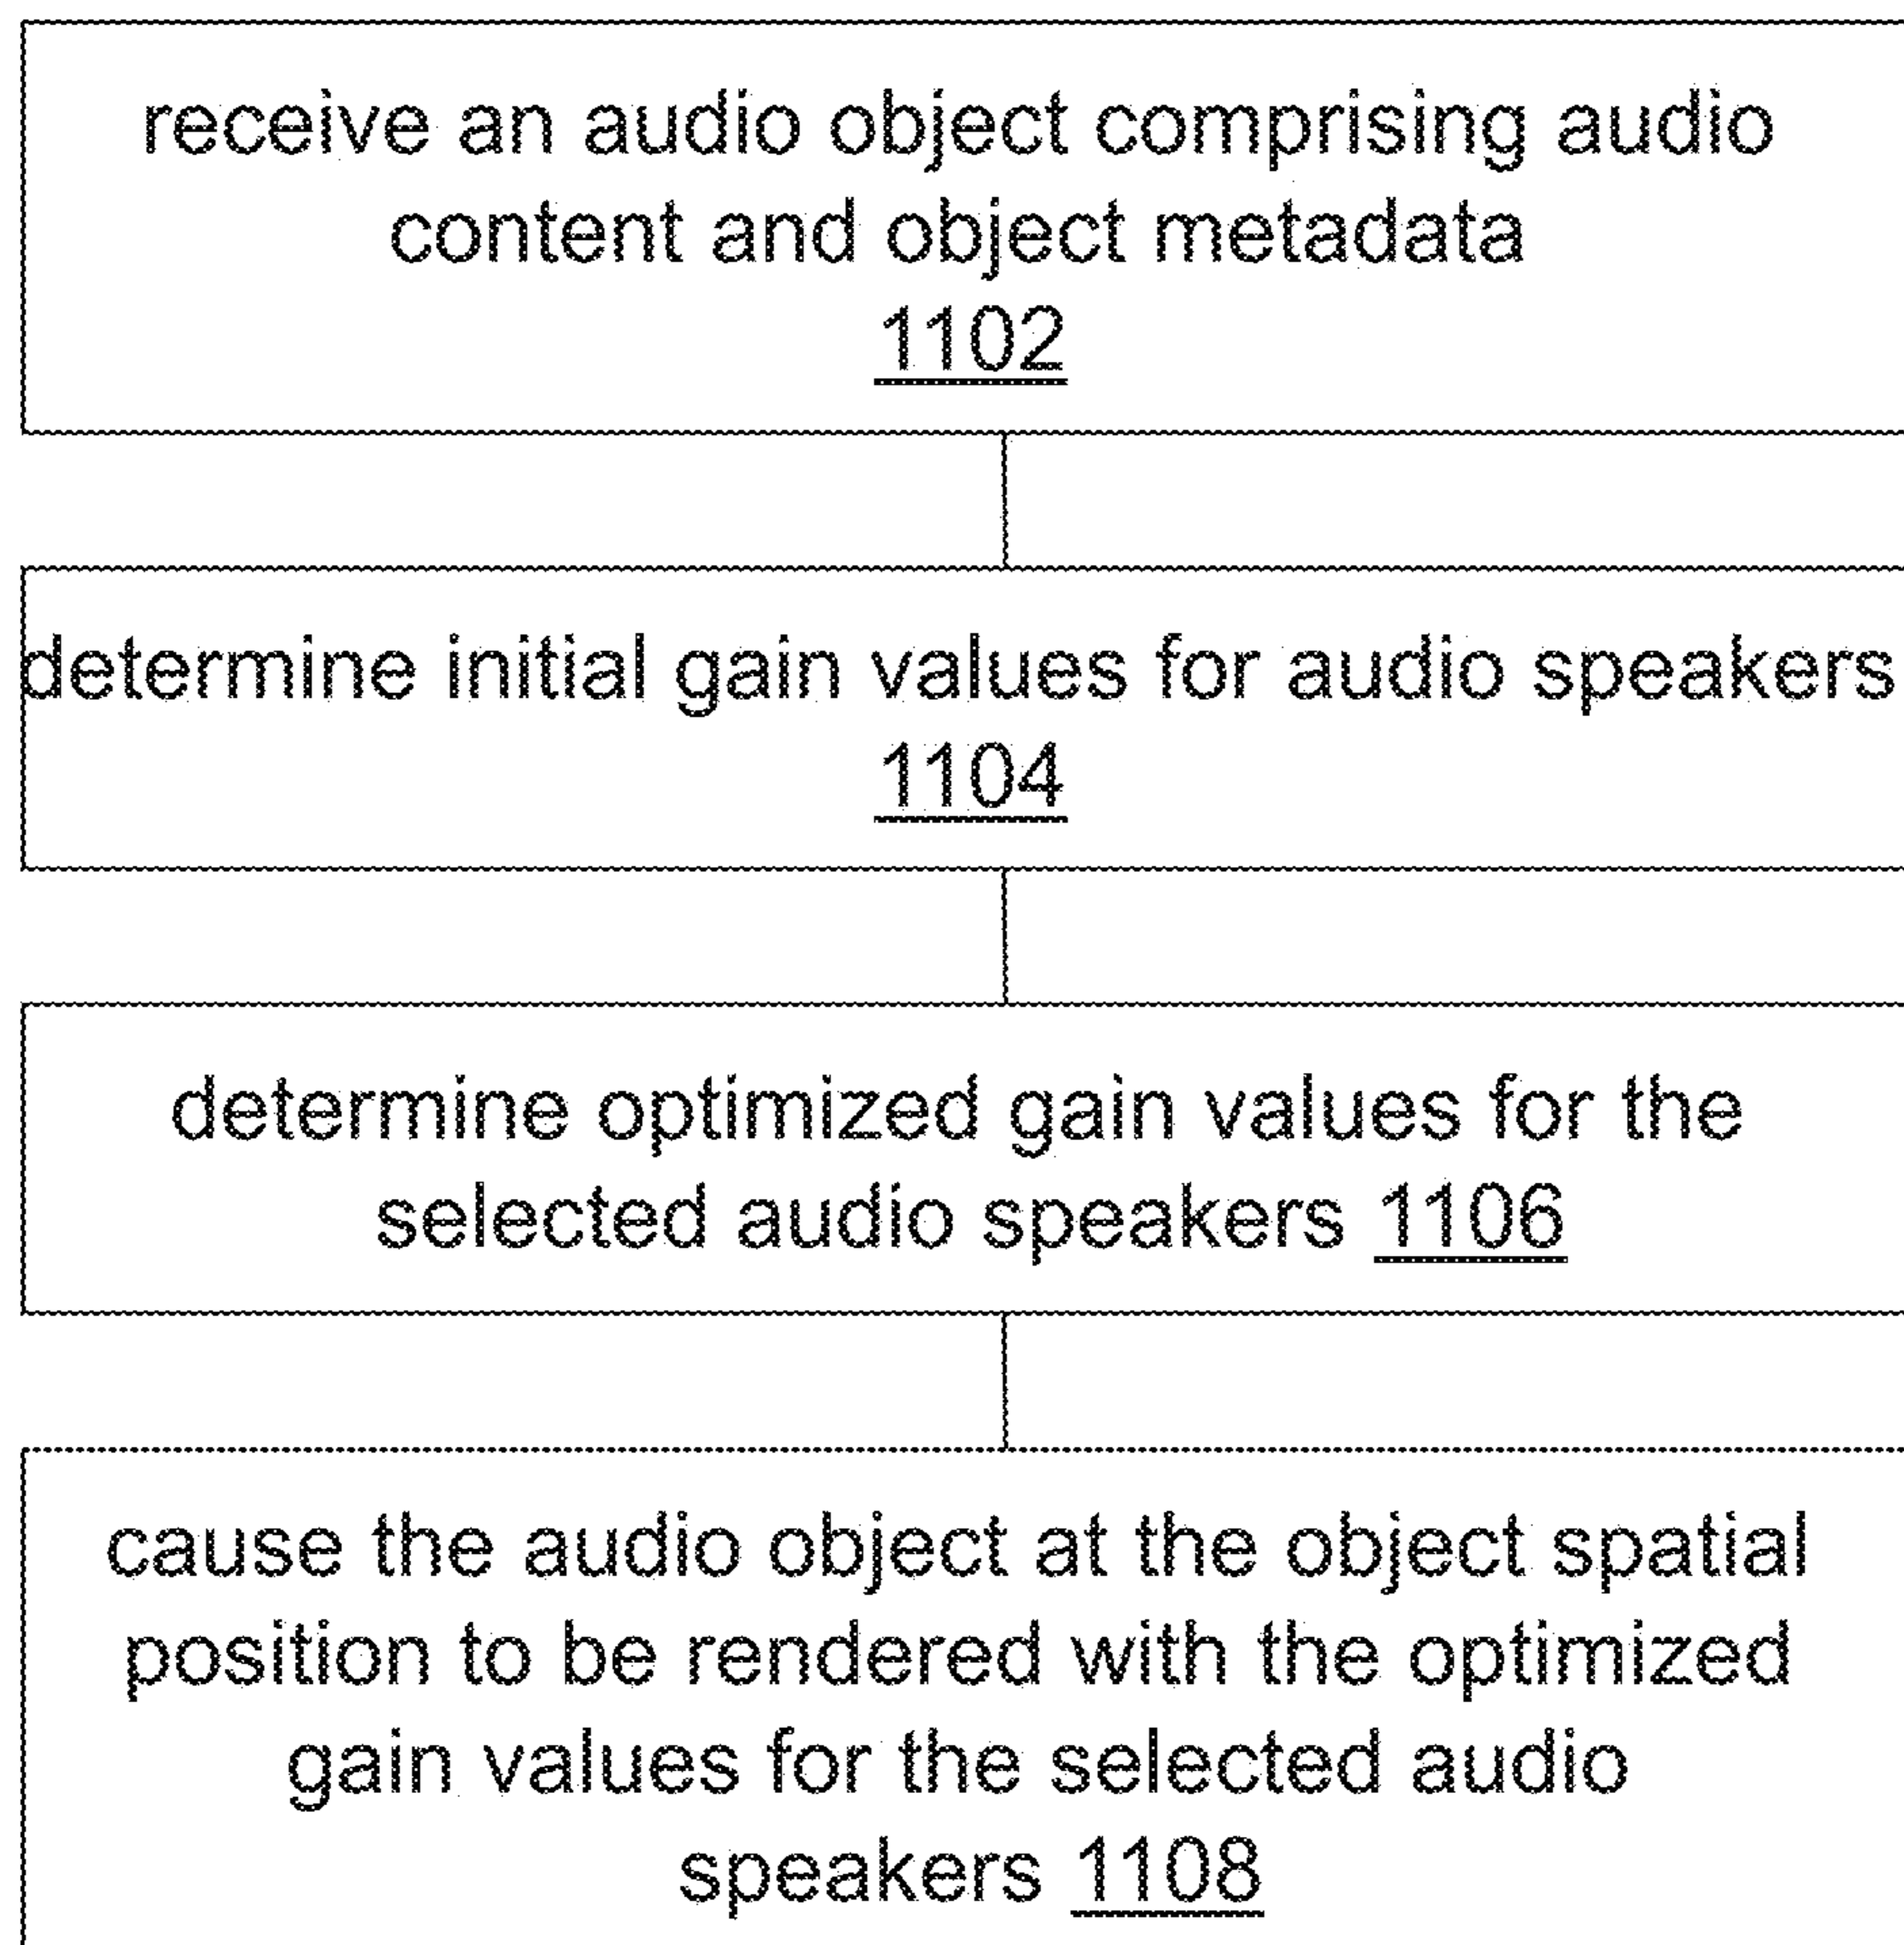 receive an audio object comprising audio
content and object metadata
1102
determine initial gain values for audio speakers
1104
determine optimized gain values for the
selected audio speakers 1106
cause the audio object at the object spatial
position to be rendered with the optimized
gain values for the selected audio
speakers 1108